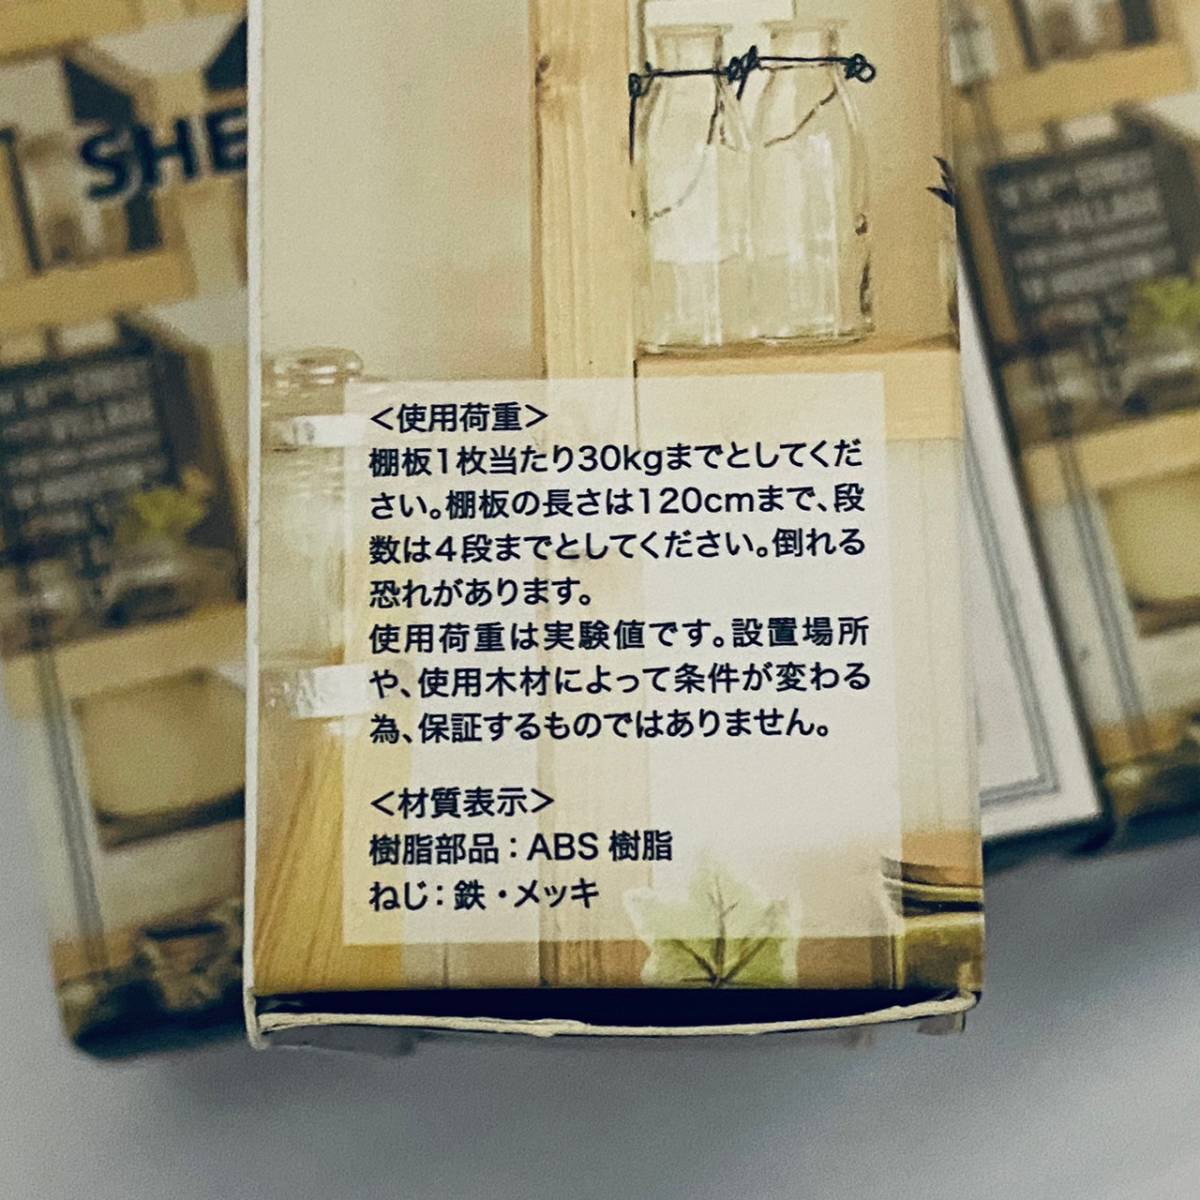 SHE
<使用荷重>
棚板1枚当たり30kgまでとしてくだ
さい。棚板の長さは120cmまで、段
数は4段までとしてください。倒れる
恐れがあります。
使用荷重は実験値です。設置場所
や、使用木材によって条件が変わる
為、保証するものではありません。
<材質表示>
樹脂部品：ABS 樹脂
ねじ：鉄・メッキ
VILLAGE
VILLAGE